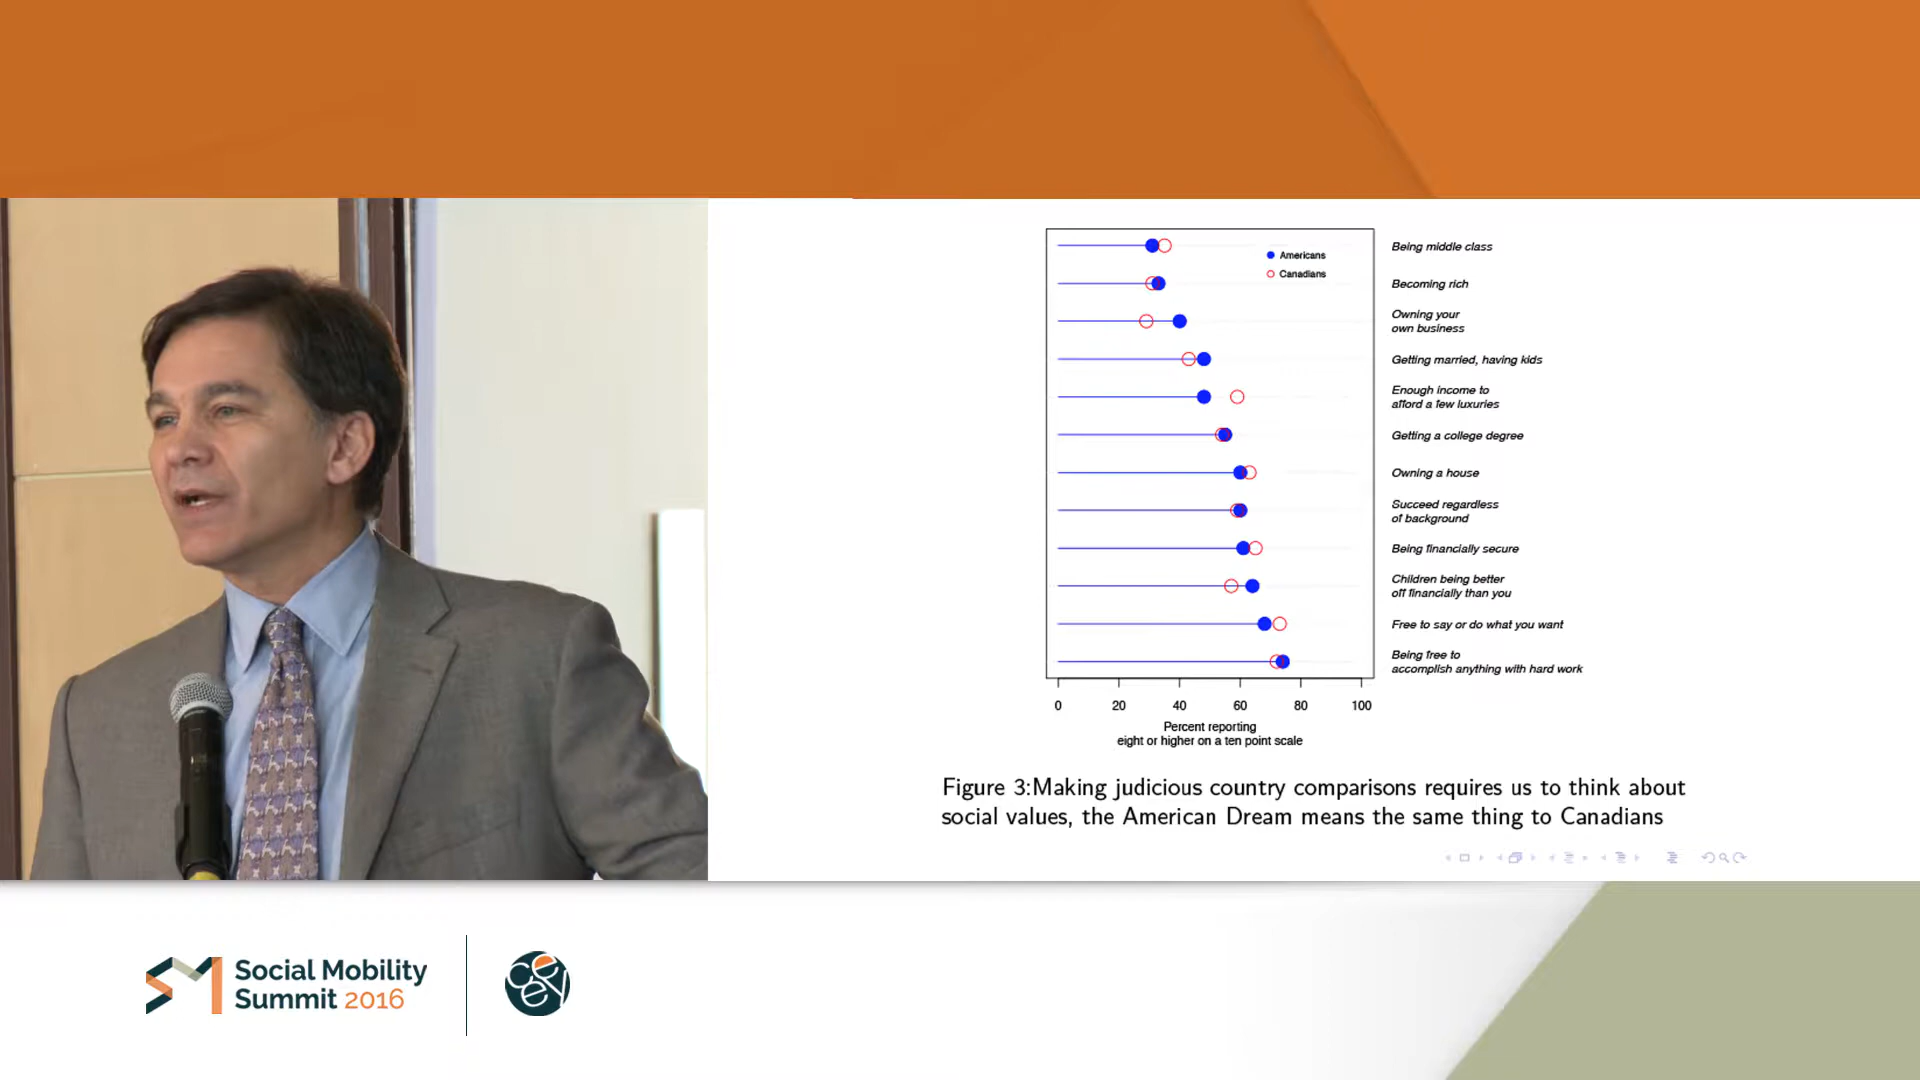 Americans
Canadians
Being middle class
Becoming rich
Owning your
own business
Getting married, having kids
Enough income to
afford a few luxuries
Getting a college degree
Owning a house
Succeed regardless
of background
Being financially secure
Children being better
off financially than you
Free to say or do what you want
Being free to
accomplish anything with hard work
0 20 40 60 80 100
Percent reporting
eight or higher on a ten point scale
Figure 3:Making judicious country comparisons requires us to think about
social values, the American Dream means the same thing to Canadians
SM
Social Mobility
Summit 2016
ceey